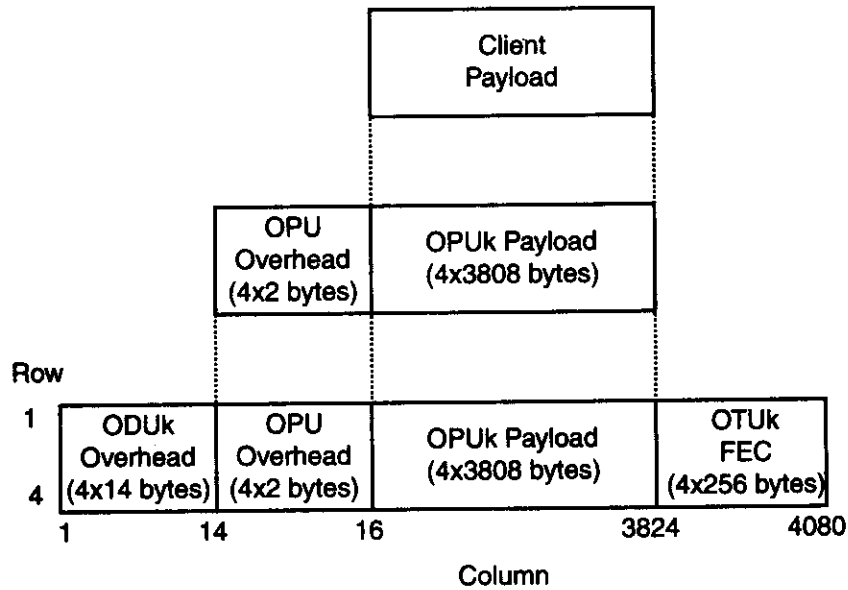 Client
Payload
OPU
Overhead
(4x2 bytes)
OPUk Payload
(4x3808 bytes)
Row
1
4
ODUk
Overhead
(4x14 bytes)
OPU
Overhead
(4x2 bytes)
OPUk Payload
(4x3808 bytes)
OTUk
FEC
(4x256 bytes)
1 14 16 3824 4080
Column